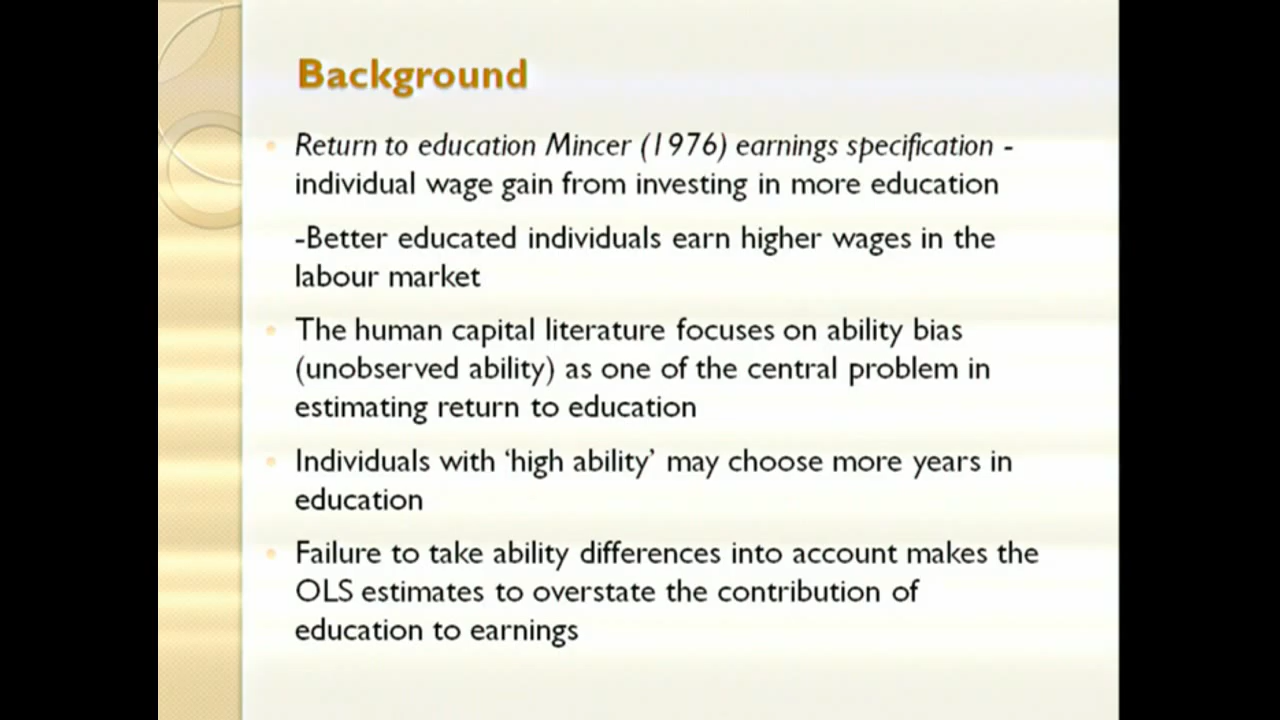 Background
Return to education Mincer (1976) earnings specification -
individual wage gain from investing in more education
-Better educated individuals earn higher wages in the
labour market
The human capital literature focuses on ability bias
(unobserved ability) as one of the central problem in
estimating return to education
Individuals with ‘high ability’ may choose more years in
education
Failure to take ability differences into account makes the
OLS estimates to overstate the contribution of
education to earnings